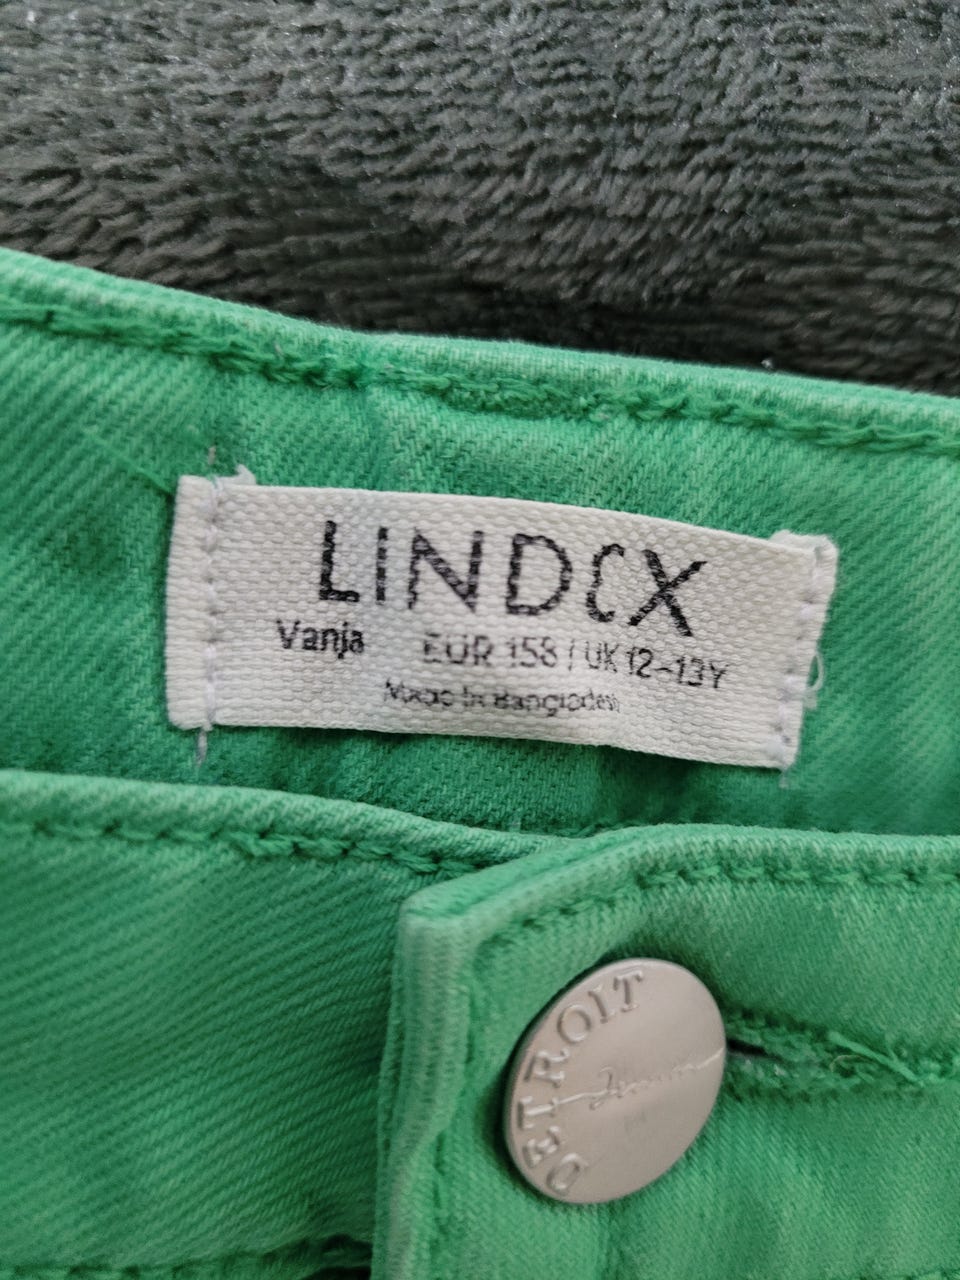 LINDEX
Vanja EUR 158 / UK 12-13Y
Made in Bangladesh
DETROIT